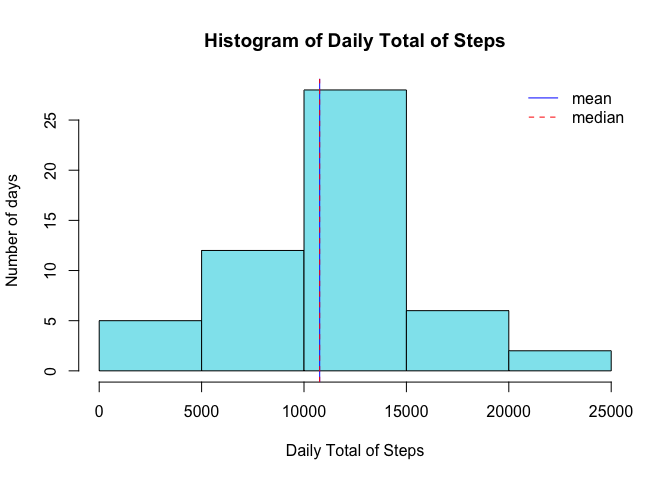 Histogram of Daily Total of Steps
mean
median
Number of days
0
5
10
15
20
25
0 5000 10000 15000 20000 25000
Daily Total of Steps